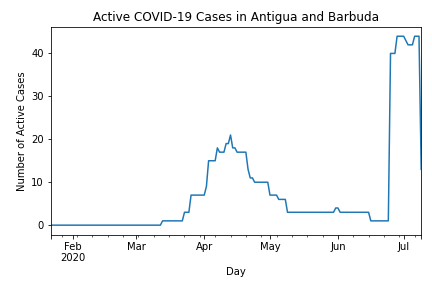 Active COVID-19 Cases in Antigua and Barbuda
Number of Active Cases
40
30
20
10
0
Feb Mar Apr May Jun Jul
2020
Day